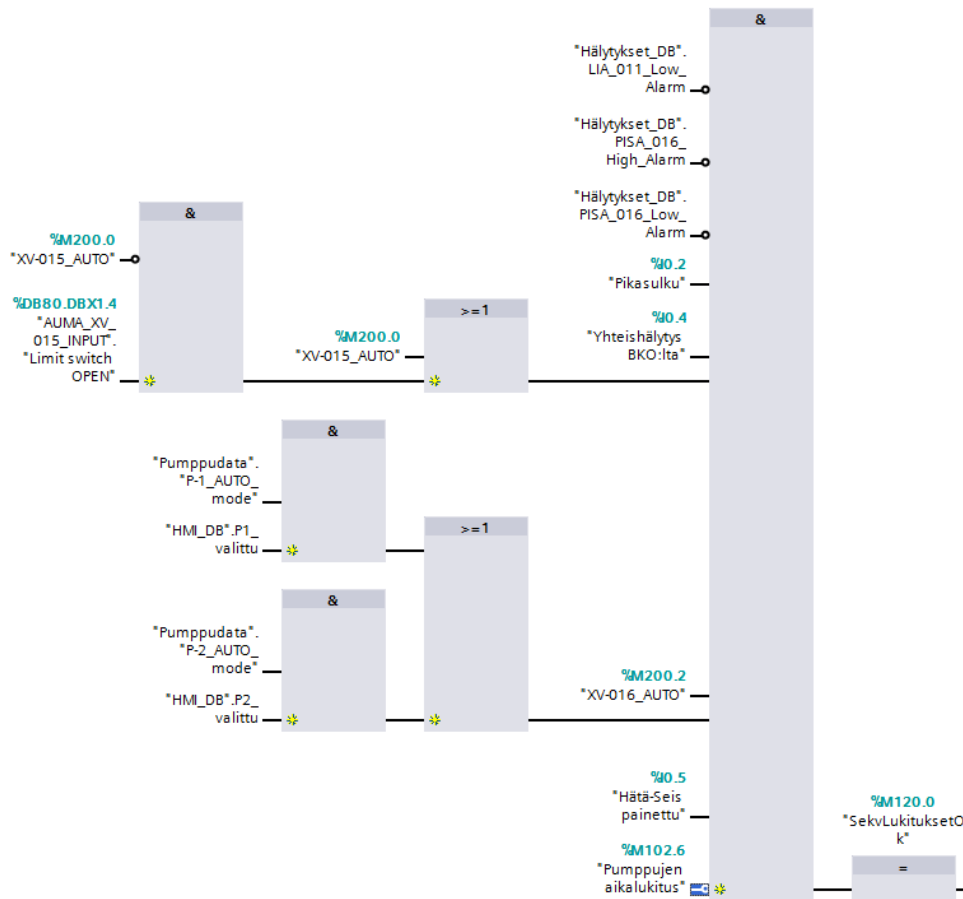 &
"Hälytykset_DB".
LIA_011_Low_
Alarm
"Hälytykset_DB".
PISA_016_
High_Alarm
"Hälytykset_DB".
PISA_016_Low_
Alarm
%I0.2
"Pikasulku"
%I0.4
"Yhteishälytys
BKO:lta"
&
%M200.0
"XV-015_AUTO"
%DB80.DBX1.4
"AUMA_XV_
015_INPUT".
"Limit switch
OPEN"
>=1
%M200.0
"XV-015_AUTO"
&
"Pumppudata".
"P-1_AUTO_
mode"
"HMI_DB".P1_
valittu
>=1
&
"Pumppudata".
"P-2_AUTO_
mode"
"HMI_DB".P2_
valittu
%M200.2
"XV-016_AUTO"
%I0.5
"Hätä-Seis
painettu"
%M102.6
"Pumppujen
aikalukitus"
%M120.0
"SekvLukituksetO
k"
=